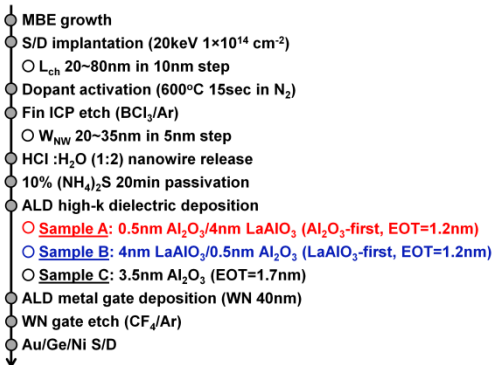 MBE growth
S/D implantation (20keV 1×10¹⁴ cm⁻²)
L_ch 20~80nm in 10nm step
Dopant activation (600°C 15sec in N₂)
Fin ICP etch (BCl₃/Ar)
W_NW 20~35nm in 5nm step
HCl :H₂O (1:2) nanowire release
10% (NH₄)₂S 20min passivation
ALD high-k dielectric deposition
Sample A: 0.5nm Al₂O₃/4nm LaAlO₃ (Al₂O₃-first, EOT=1.2nm)
Sample B: 4nm LaAlO₃/0.5nm Al₂O₃ (LaAlO₃-first, EOT=1.2nm)
Sample C: 3.5nm Al₂O₃ (EOT=1.7nm)
ALD metal gate deposition (WN 40nm)
WN gate etch (CF₄/Ar)
Au/Ge/Ni S/D